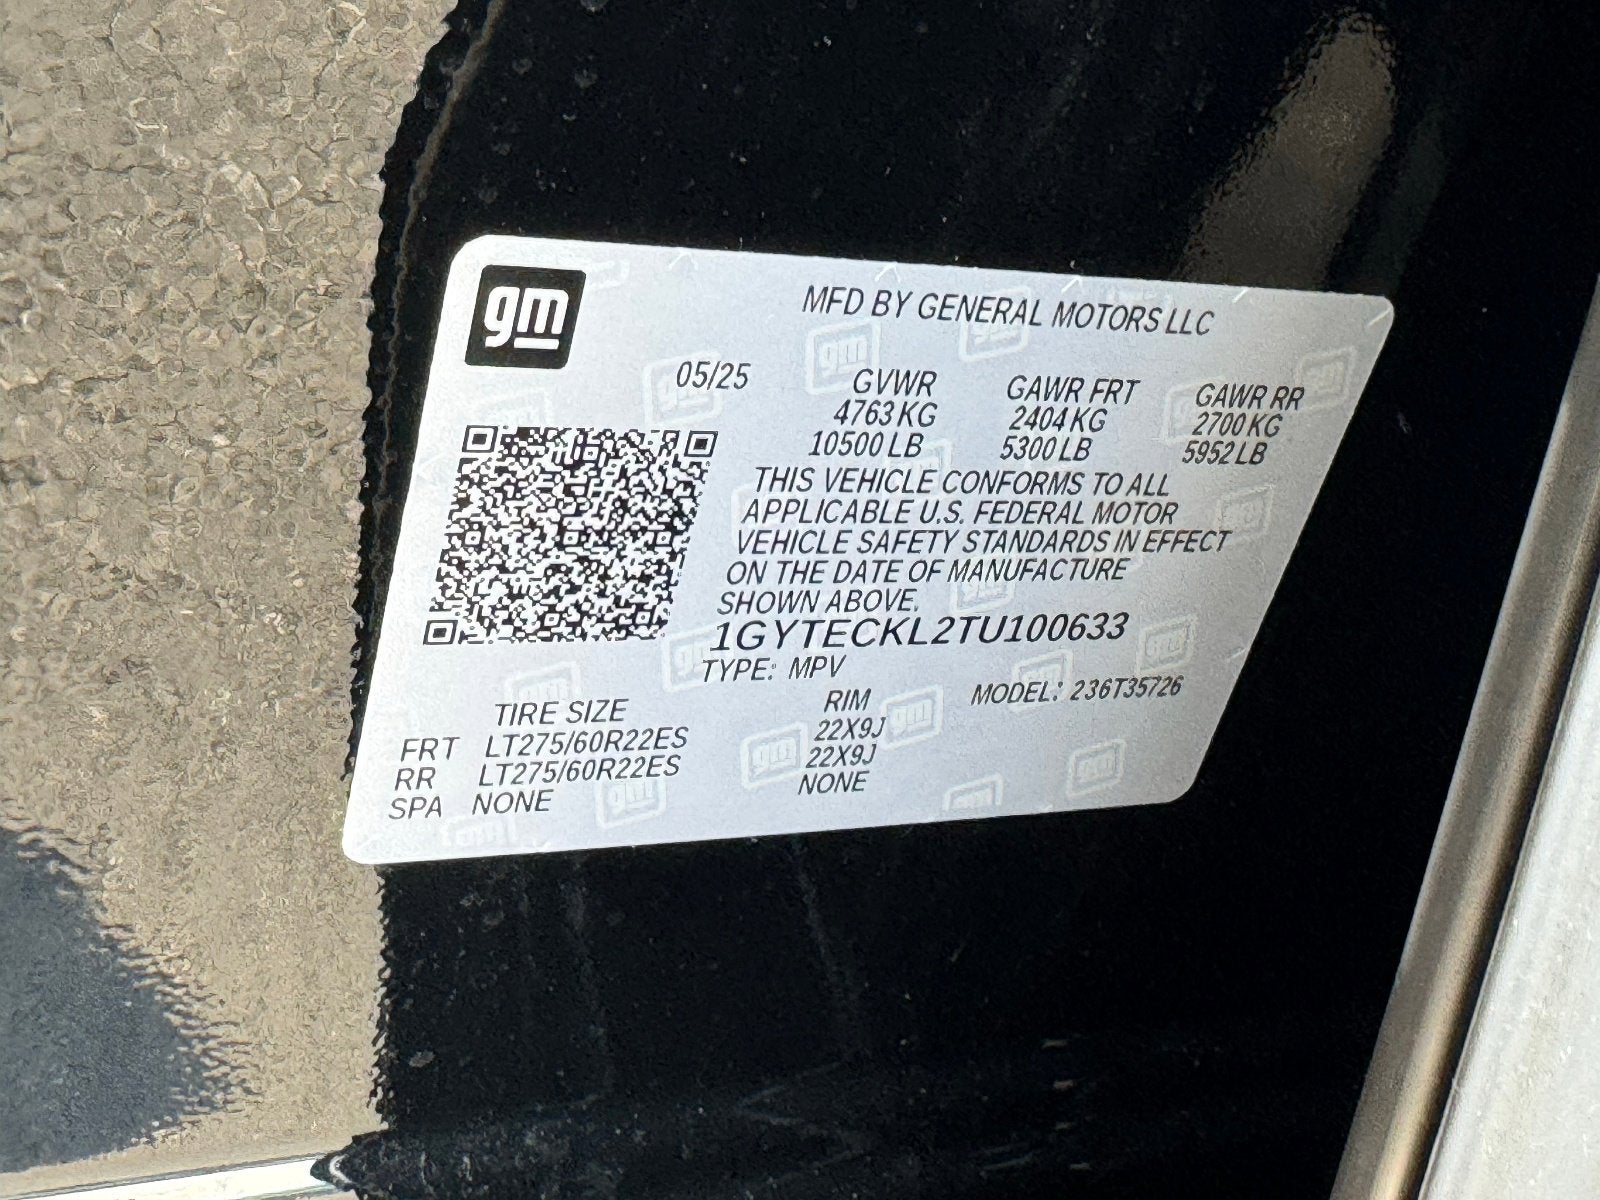 gm
MFD BY GENERAL MOTORS LLC
05/25
GVWR GAWR FRT GAWR RR
4763 KG 2404 KG 2700 KG
10500 LB 5300 LB 5952 LB
THIS VEHICLE CONFORMS TO ALL
APPLICABLE U.S. FEDERAL MOTOR
VEHICLE SAFETY STANDARDS IN EFFECT
ON THE DATE OF MANUFACTURE
SHOWN ABOVE.
1GYTECKL2TU100633
TYPE: MPV
MODEL: 236T35726
TIRE SIZE RIM
FRT LT275/60R22ES 22X9J
RR LT275/60R22ES 22X9J
SPA NONE NONE